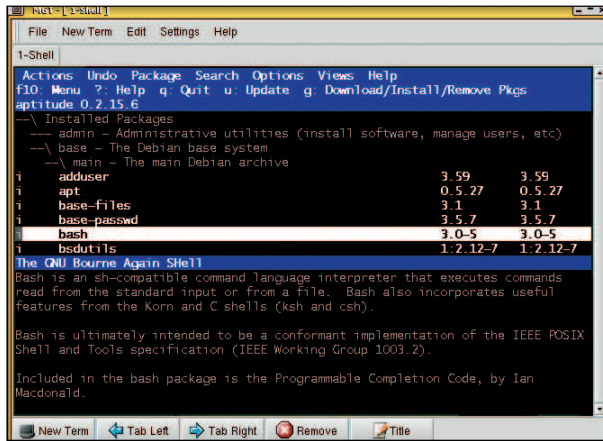 MGT - [ 1-Shell ]
File New Term Edit Settings Help
1-Shell
Actions Undo Package Search Options Views Help
f10: Menu ?: Help q: Quit u: Update g: Download/Install/Remove Pkgs
aptitude 0.2.15.6
--\ Installed Packages
--- admin - Administrative utilities (install software, manage users, etc)
--\ base - The Debian base system
--\ main - The main Debian archive
i adduser 3.59 3.59
i apt 0.5.27 0.5.27
i base-files 3.1 3.1
i base-passwd 3.5.7 3.5.7
i bash 3.0-5 3.0-5
i bsdutils 1:2.12-7 1:2.12-7
The GNU Bourne Again SHell
Bash is an sh-compatible command language interpreter that executes commands
read from the standard input or from a file. Bash also incorporates useful
features from the Korn and C shells (ksh and csh).
Bash is ultimately intended to be a conformant implementation of the IEEE POSIX
Shell and Tools specification (IEEE Working Group 1003.2).
Included in the bash package is the Programmable Completion Code, by Ian
Macdonald.
New Term Tab Left Tab Right Remove Title